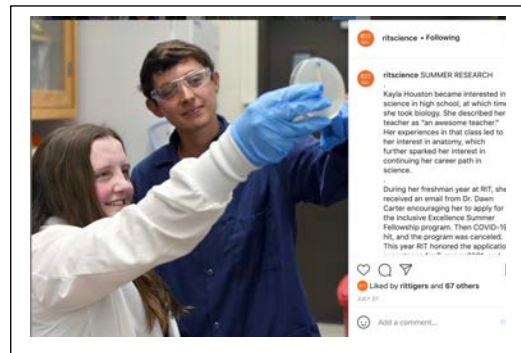 ritscience • Following
ritscience SUMMER RESEARCH
.
Kayla Houston became interested in
science in high school, at which time
she took biology. She described her
teacher as "an awesome teacher."
Her experiences in that class led to
her interest in anatomy, which
further sparked her interest in
continuing her career path in
science.
.
During her freshman year at RIT, she
received an email from Dr. Dawn
Carter encouraging her to apply for
the Inclusive Excellence Summer
Fellowship program. Then COVID-19
hit, and the program was canceled.
This year RIT honored the application
Liked by rittigers and 67 others
JULY 27
Add a comment...